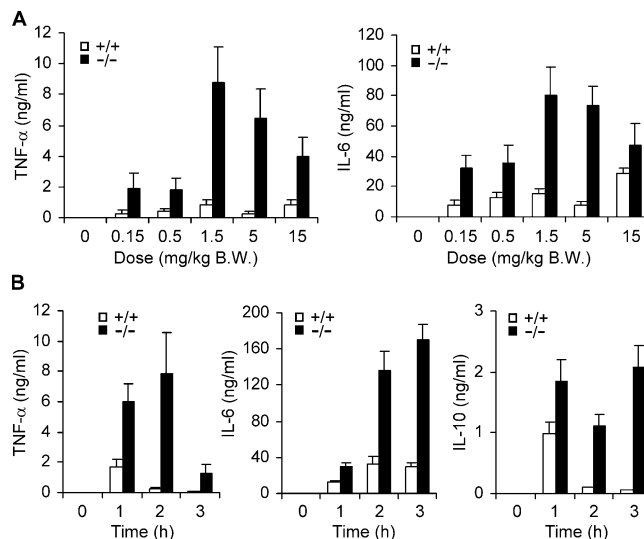 A
TNF-α (ng/ml)
12
10
8
6
4
2
0
+/+
−/−
0 0.15 0.5 1.5 5 15
Dose (mg/kg B.W.)
IL-6 (ng/ml)
120
100
80
60
40
20
0
+/+
−/−
0 0.15 0.5 1.5 5 15
Dose (mg/kg B.W.)
B
TNF-α (ng/ml)
12
10
8
6
4
2
0
+/+
−/−
0 1 2 3
Time (h)
IL-6 (ng/ml)
200
160
120
80
40
0
+/+
−/−
0 1 2 3
Time (h)
IL-10 (ng/ml)
3
2
1
0
+/+
−/−
0 1 2 3
Time (h)